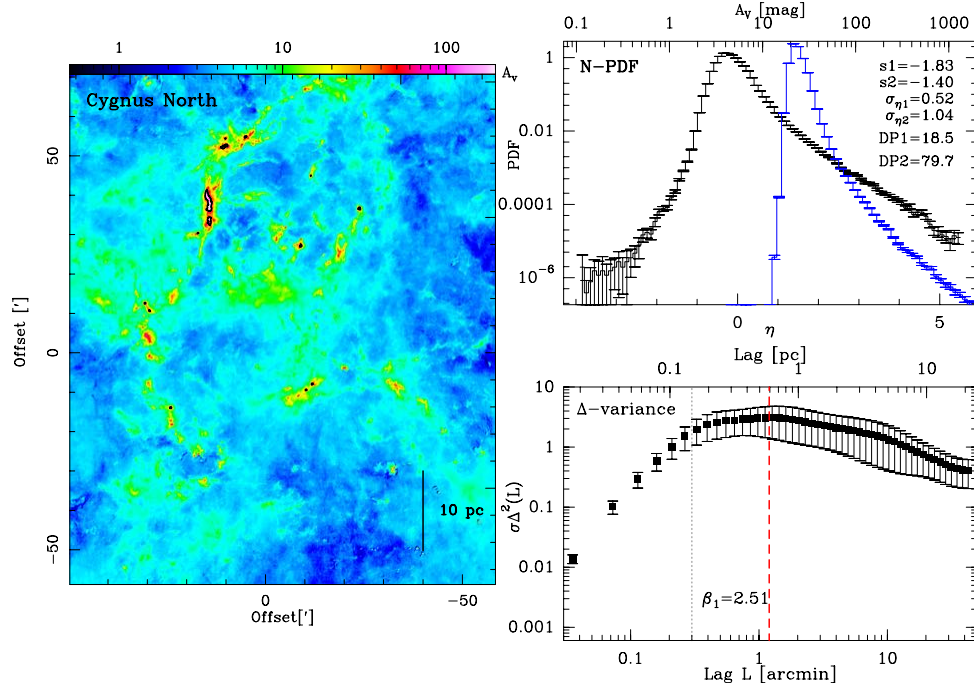 1 10 100
A_V
Cygnus North
50
0
−50
Offset [']
10 pc
0 −50
Offset[']
A_V [mag]
0.1 1 10 100 1000
N-PDF
s1=−1.83
s2=−1.40
σ_η1=0.52
σ_η2=1.04
DP1=18.5
DP2=79.7
PDF
1
0.01
0.0001
10^−6
0 5
η
Lag [pc]
0.1 1 10
Δ-variance
σ_Δ^2(L)
10
1
0.1
0.01
0.001
β_1=2.51
0.1 1 10
Lag L [arcmin]